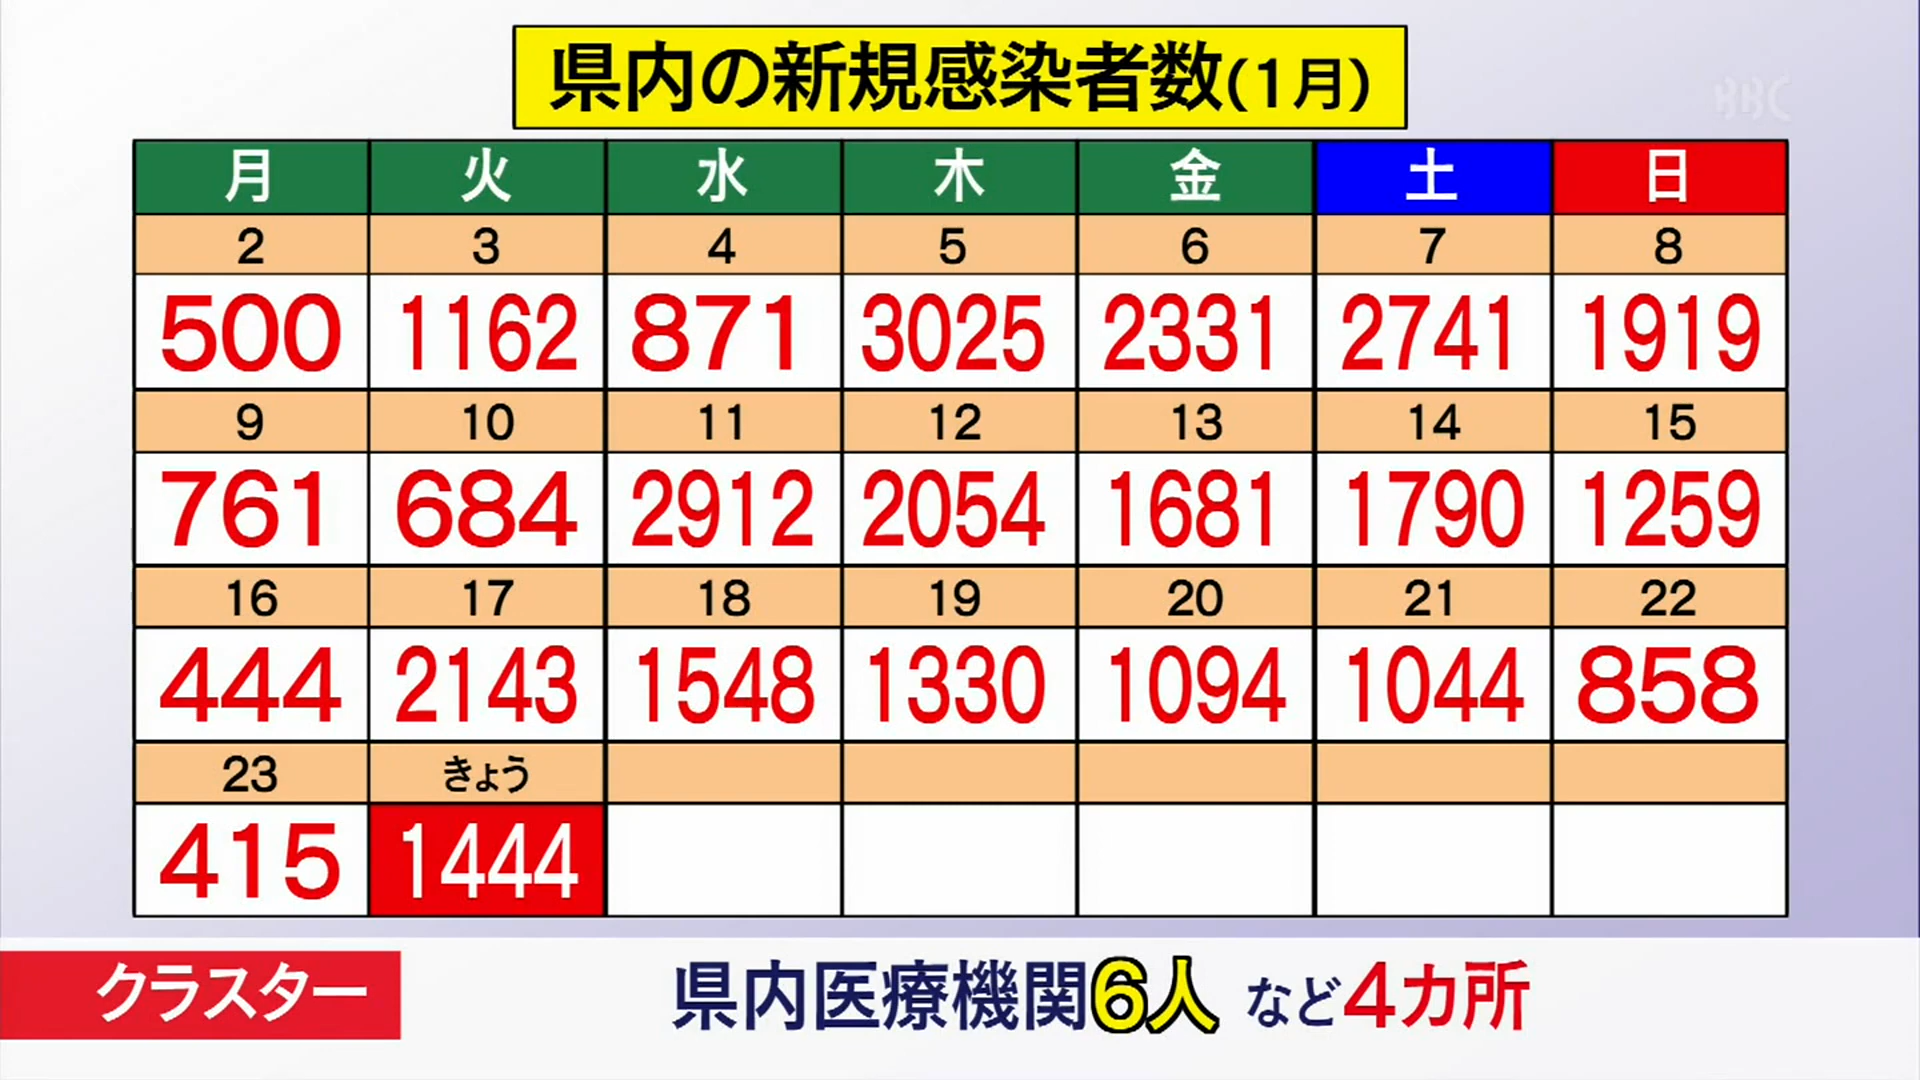 県内の新規感染者数(1月)
BBC
月 火 水 木 金 土 日
2 3 4 5 6 7 8
500 1162 871 3025 2331 2741 1919
9 10 11 12 13 14 15
761 684 2912 2054 1681 1790 1259
16 17 18 19 20 21 22
444 2143 1548 1330 1094 1044 858
23 きょう
415 1444
クラスター 県内医療機関6人 など4カ所